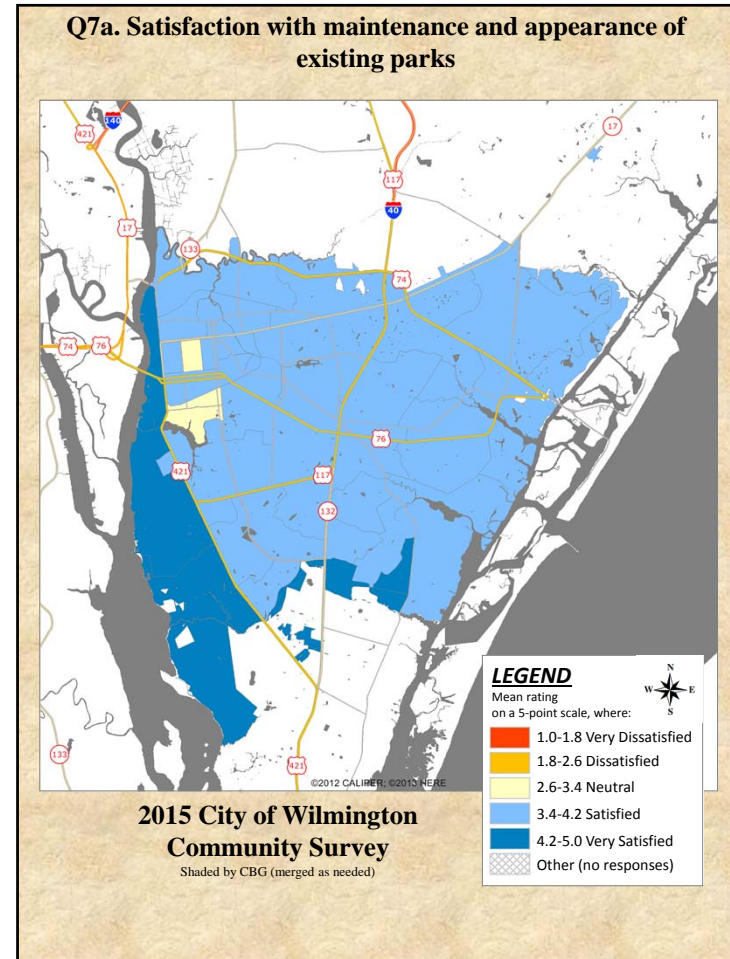 Q7a. Satisfaction with maintenance and appearance of
existing parks
140
421
17
117
40
17
133
74
74
76
76
421
117
132
133
421
©2012 CALIPER; ©2013 HERE
LEGEND
Mean rating
on a 5-point scale, where:
N
W
E
S
1.0-1.8 Very Dissatisfied
1.8-2.6 Dissatisfied
2.6-3.4 Neutral
3.4-4.2 Satisfied
4.2-5.0 Very Satisfied
Other (no responses)
2015 City of Wilmington
Community Survey
Shaded by CBG (merged as needed)